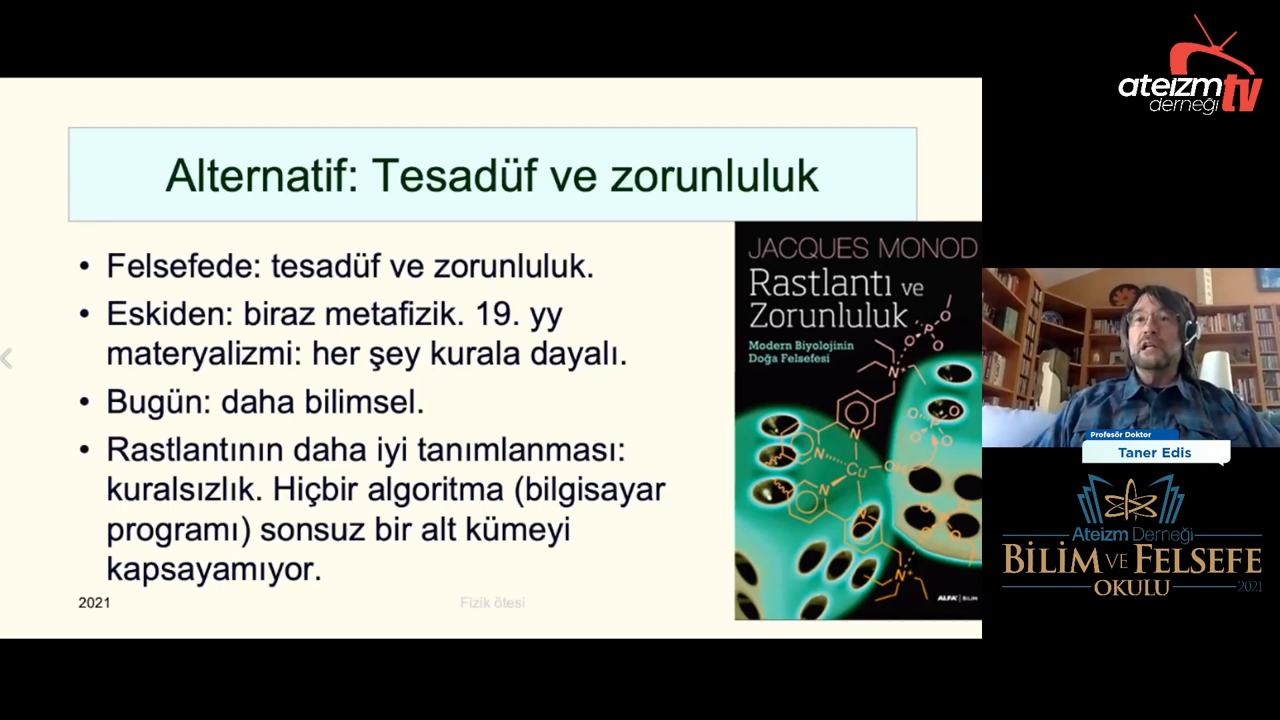 ateizm
derneği
tv
Alternatif: Tesadüf ve zorunluluk
• Felsefede: tesadüf ve zorunluluk.
• Eskiden: biraz metafizik. 19. yy
materyalizmi: her şey kurala dayalı.
• Bugün: daha bilimsel.
• Rastlantının daha iyi tanımlanması:
kuralsızlık. Hiçbir algoritma (bilgisayar
programı) sonsuz bir alt kümeyi
kapsayamıyor.
2021
Fizik ötesi
JACQUES MONOD
Rastlantı ve
Zorunluluk
Modern Biyolojinin
Doğa Felsefesi
P
O
O
O
N
O
O
P
O
N
N
Cu
OH
N
N
ALFA | BİLİM
Profesör Doktor
Taner Edis
Ateizm Derneği
BİLİM VE FELSEFE
OKULU
2021